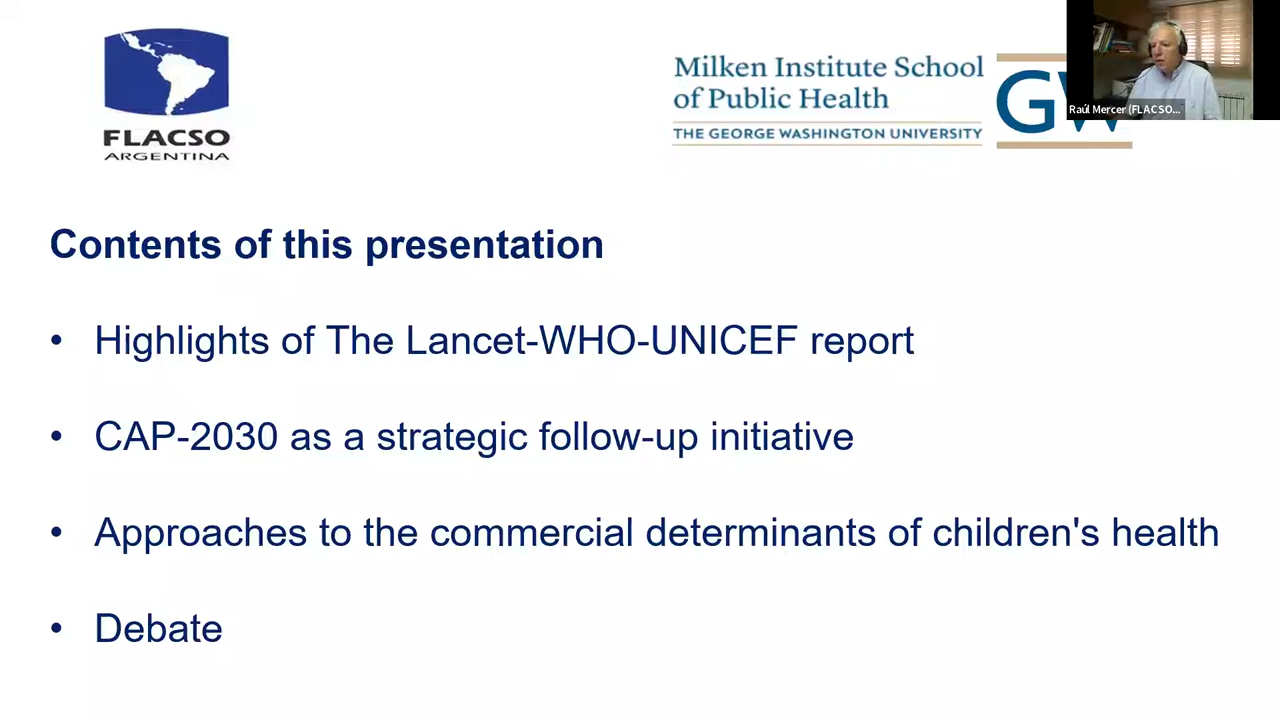 FLACSO
ARGENTINA
Milken Institute School
of Public Health
THE GEORGE WASHINGTON UNIVERSITY
GW
Raúl Mercer (FLACSO...
Contents of this presentation
• Highlights of The Lancet-WHO-UNICEF report
• CAP-2030 as a strategic follow-up initiative
• Approaches to the commercial determinants of children's health
• Debate